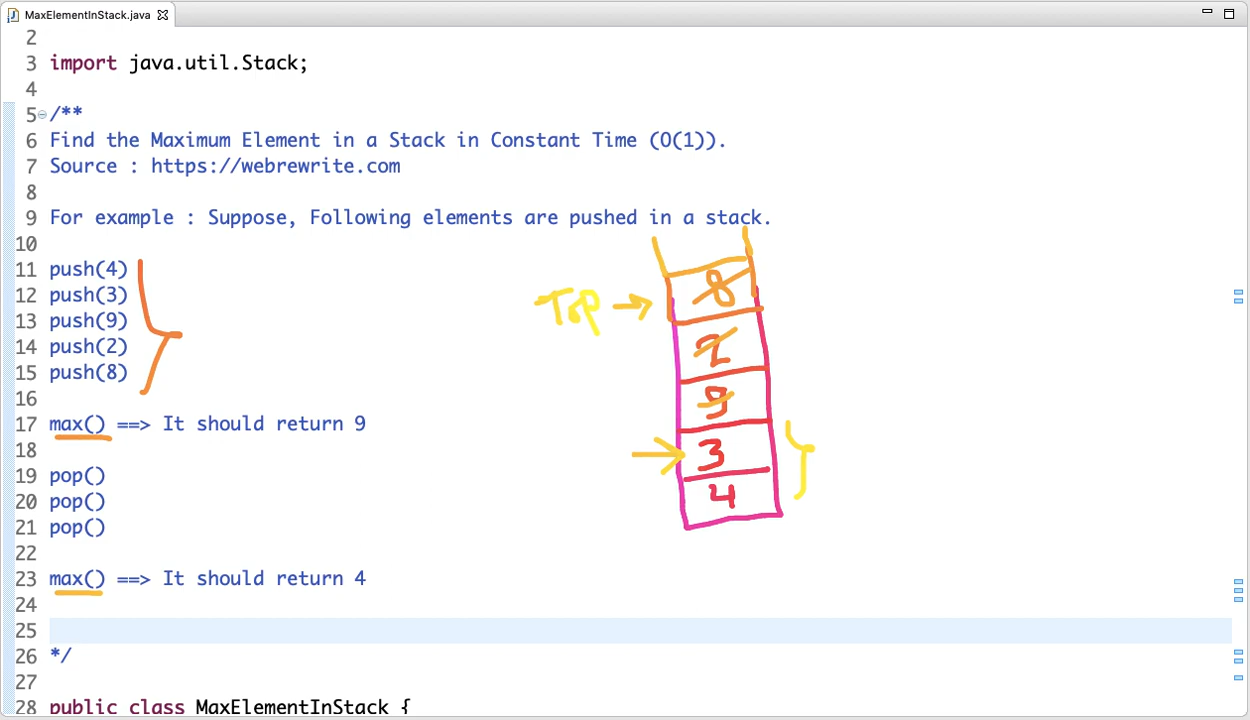 MaxElementInStack.java
2
3 import java.util.Stack;
4
5 /**
6 Find the Maximum Element in a Stack in Constant Time (O(1)).
7 Source : https://webrewrite.com
8
9 For example : Suppose, Following elements are pushed in a stack.
10
11 push(4)
12 push(3)
13 push(9)
14 push(2)
15 push(8)
16
17 max() ==> It should return 9
18
19 pop()
20 pop()
21 pop()
22
23 max() ==> It should return 4
24
25
26 */
27
28 public class MaxElementInStack {
TOP
8
2
9
3
4